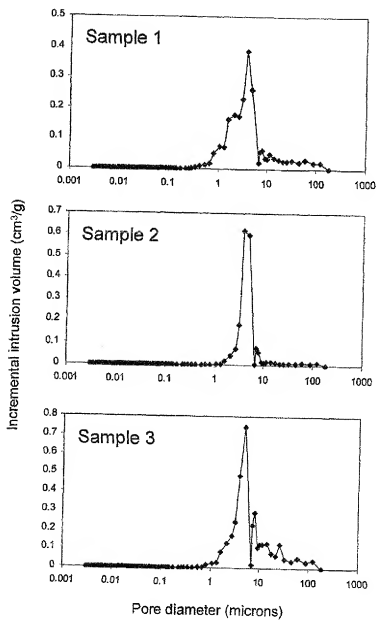 0.5
Sample 1
0.4
0.3
0.2
0.1
0
0.001 0.01 0.1 1 10 100 1000
Incremental intrusion volume (cm³/g)
0.7
Sample 2
0.6
0.5
0.4
0.3
0.2
0.1
0
0.001 0.01 0.1 1 10 100 1000
0.8
Sample 3
0.7
0.6
0.5
0.4
0.3
0.2
0.1
0
0.001 0.01 0.1 1 10 100 1000
Pore diameter (microns)